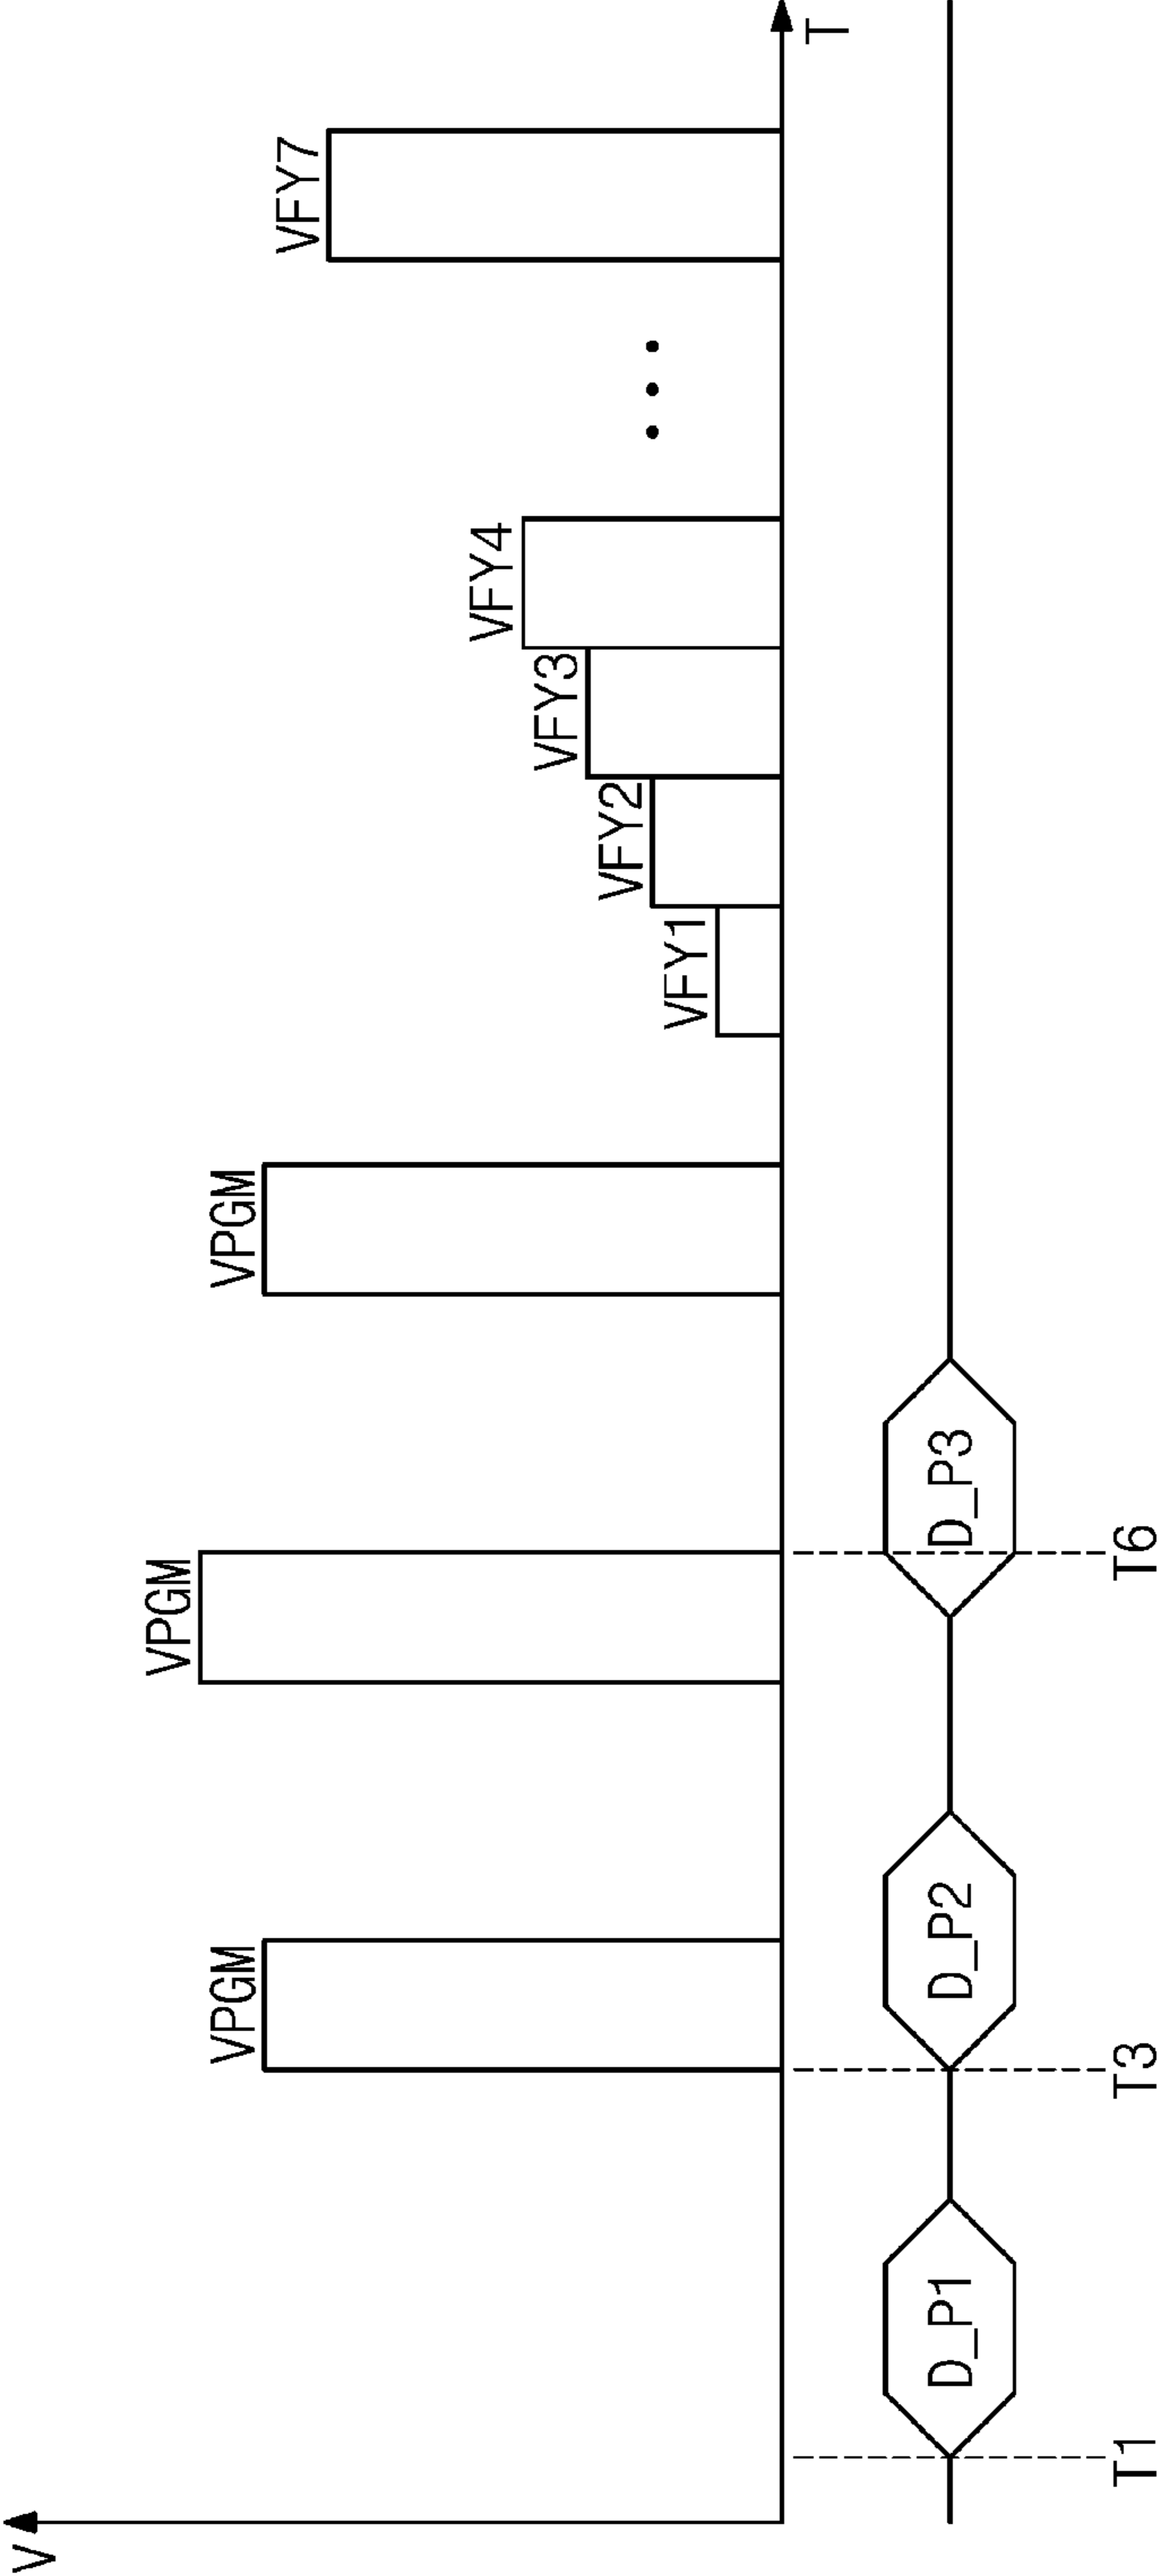 V
VPGM
VPGM
VPGM
VFY1
VFY2
VFY3
VFY4
VFY7
T
D_P1
D_P2
D_P3
T1
T3
T6